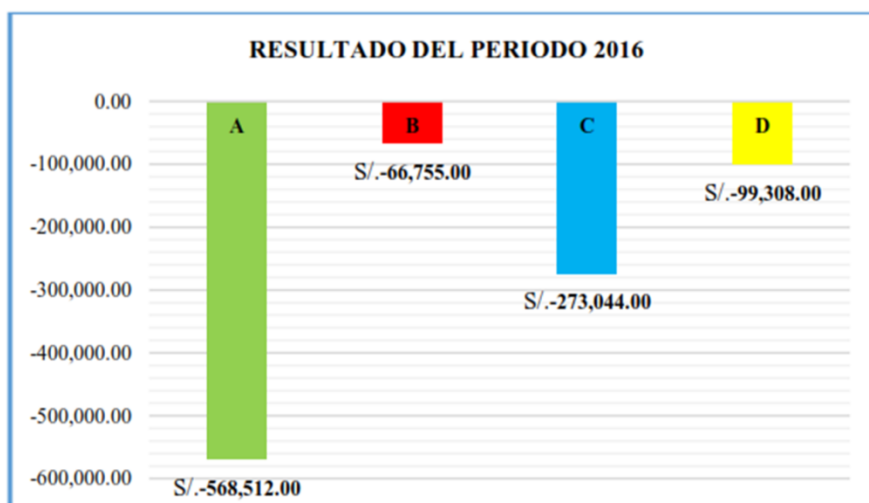 RESULTADO DEL PERIODO 2016
0.00
A
B
C
D
-100,000.00
S/.-66,755.00
S/.-99,308.00
-200,000.00
-300,000.00
S/.-273,044.00
-400,000.00
-500,000.00
-600,000.00
S/.-568,512.00